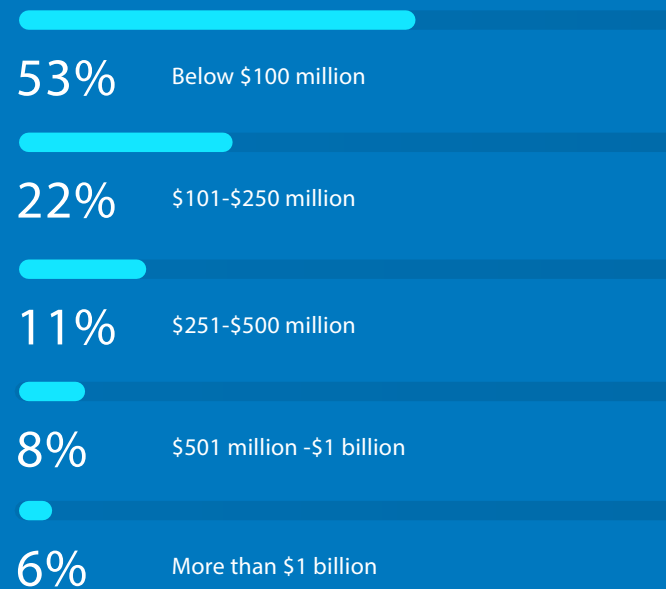 53% Below $100 million
22% $101-$250 million
11% $251-$500 million
8% $501 million -$1 billion
6% More than $1 billion